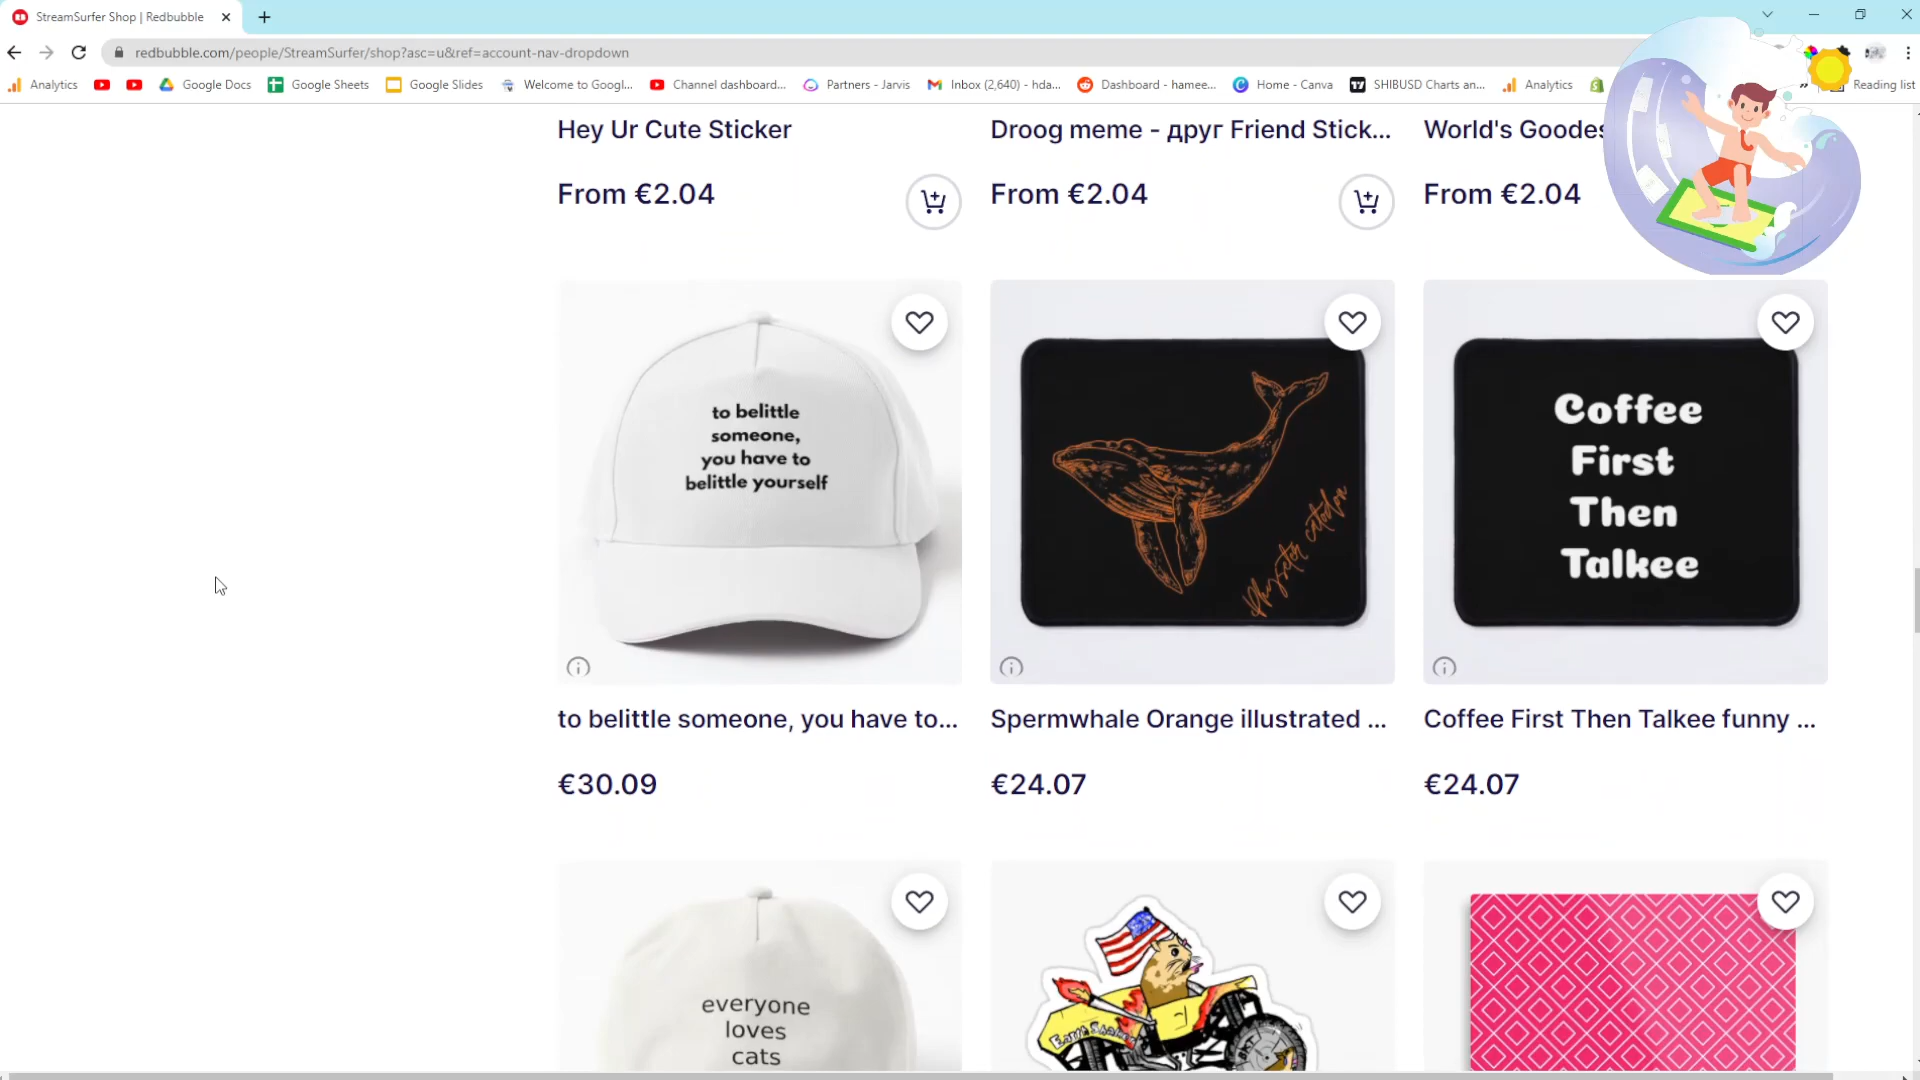 StreamSurfer Shop | Redbubble
redbubble.com/people/StreamSurfer/shop?asc=u&ref=account-nav-dropdown
Analytics
Google Docs
Google Sheets
Google Slides
Welcome to Googl...
Channel dashboard...
Partners - Jarvis
Inbox (2,640) - hda...
Dashboard - hamee...
Home - Canva
SHIBUSD Charts an...
Analytics
Reading list
Hey Ur Cute Sticker
Droog meme - друг Friend Stick...
World's Goodes
From €2.04
From €2.04
From €2.04
to belittle
someone,
you have to
belittle yourself
Physeter catodon
Coffee
First
Then
Talkee
to belittle someone, you have to...
Spermwhale Orange illustrated ...
Coffee First Then Talkee funny ...
€30.09
€24.07
€24.07
everyone
loves
cats
BKT